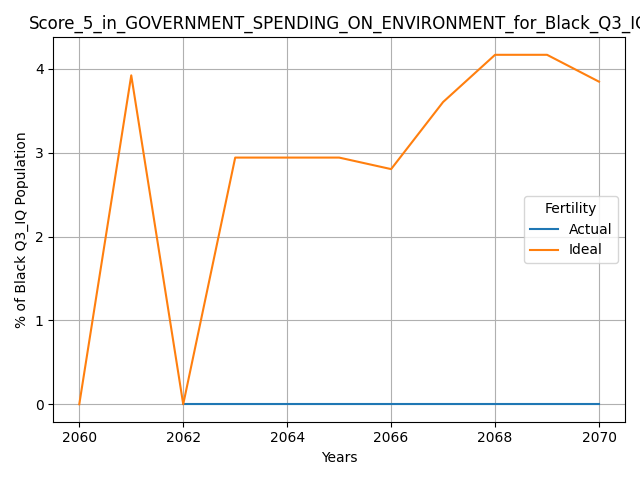 Score_5_in_GOVERNMENT_SPENDING_ON_ENVIRONMENT_for_Black_Q3_IQ
% of Black Q3_IQ Population
4
3
2
1
0
Fertility
Actual
Ideal
2060 2062 2064 2066 2068 2070
Years